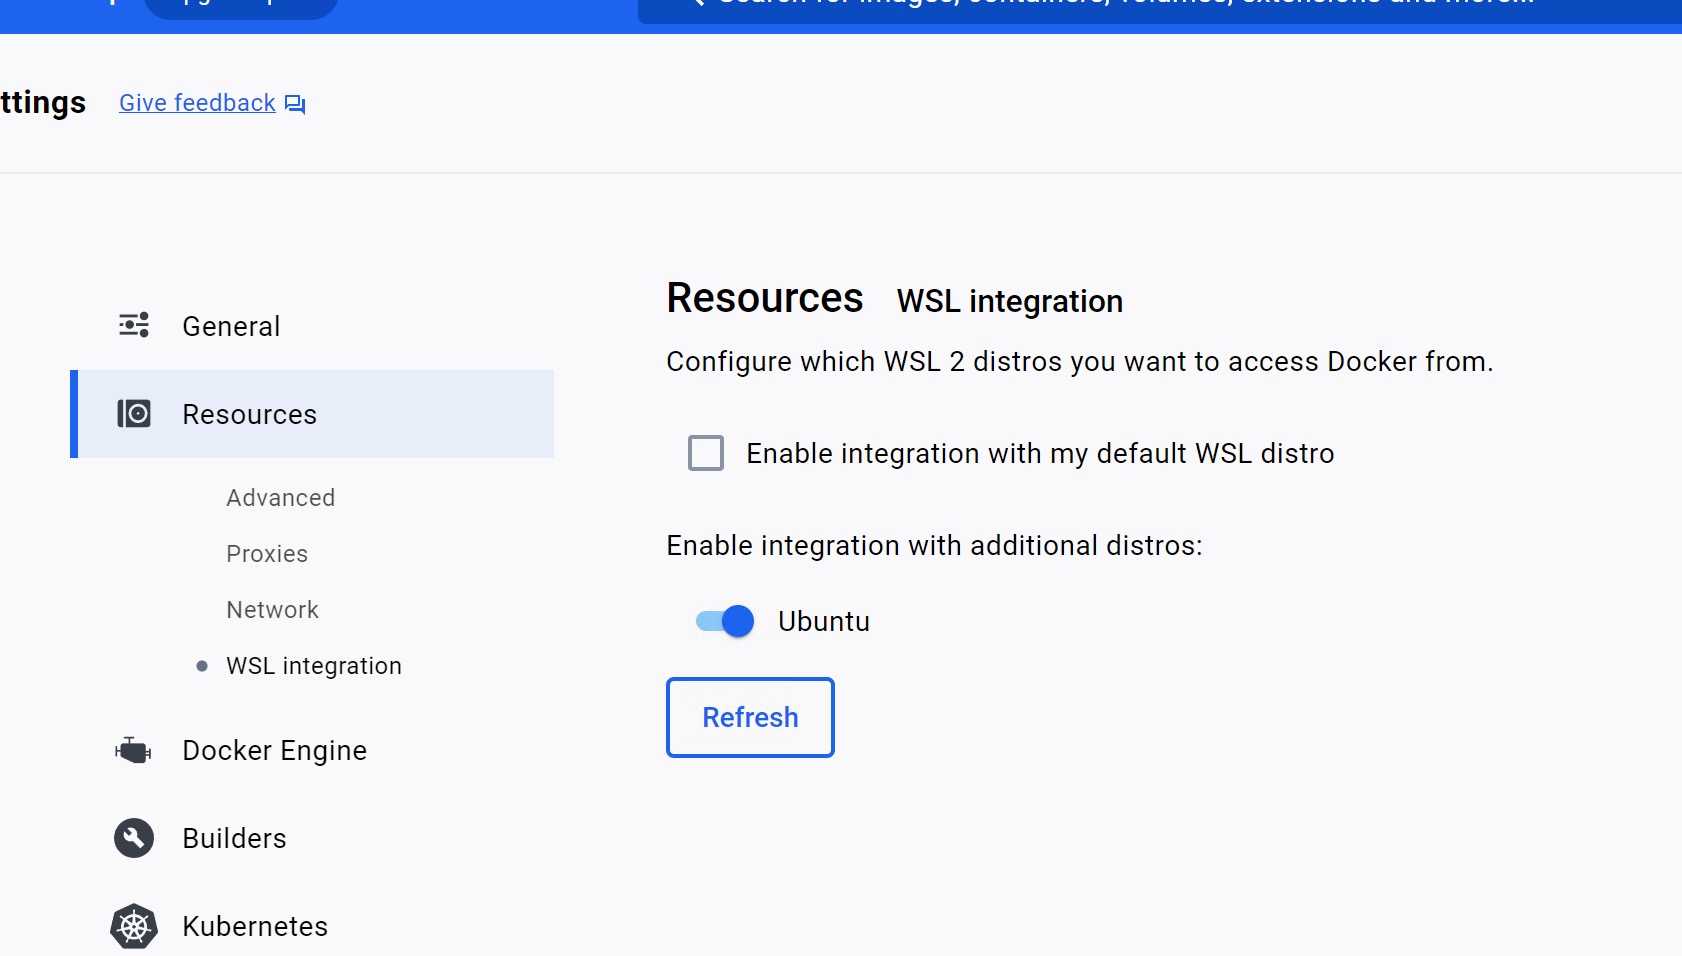 ttings Give feedback
General
Resources
Advanced
Proxies
Network
WSL integration
Docker Engine
Builders
Kubernetes
Resources WSL integration
Configure which WSL 2 distros you want to access Docker from.
Enable integration with my default WSL distro
Enable integration with additional distros:
Ubuntu
Refresh